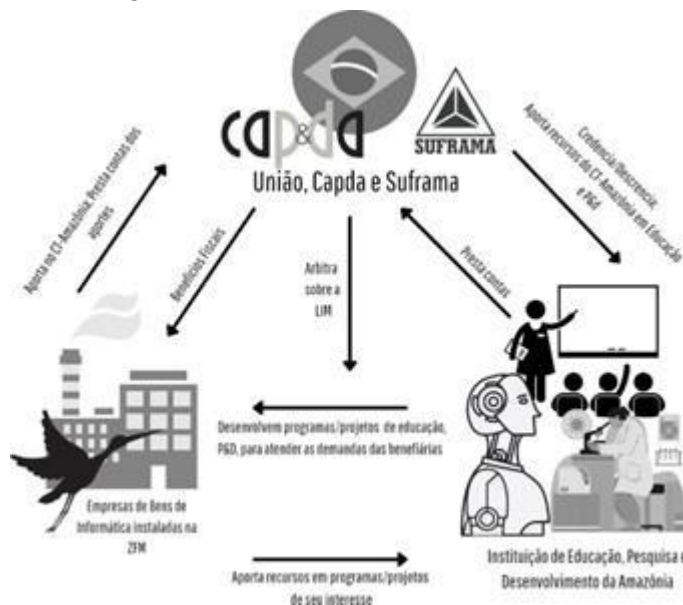 cap&da
SUFRAMA
União, Capda e Suframa
Aporta no CT-Amazônia; Presta contas dos
aportes
Benefícios Fiscais
Arbitra
sobre a
LIM
Presta contas
Credencia/Descrencia;
Aporta recursos do CT-Amazônia em Educação
e P&d
Desenvolvem programas/projetos de educação,
P&D, para atender as demandas das benefiárias
Empresas de Bens de
Informática instaladas na
ZFM
Aporta recursos em programas/projetos
de seu interesse
Instituição de Educação, Pesquisa e
Desenvolvimento da Amazônia